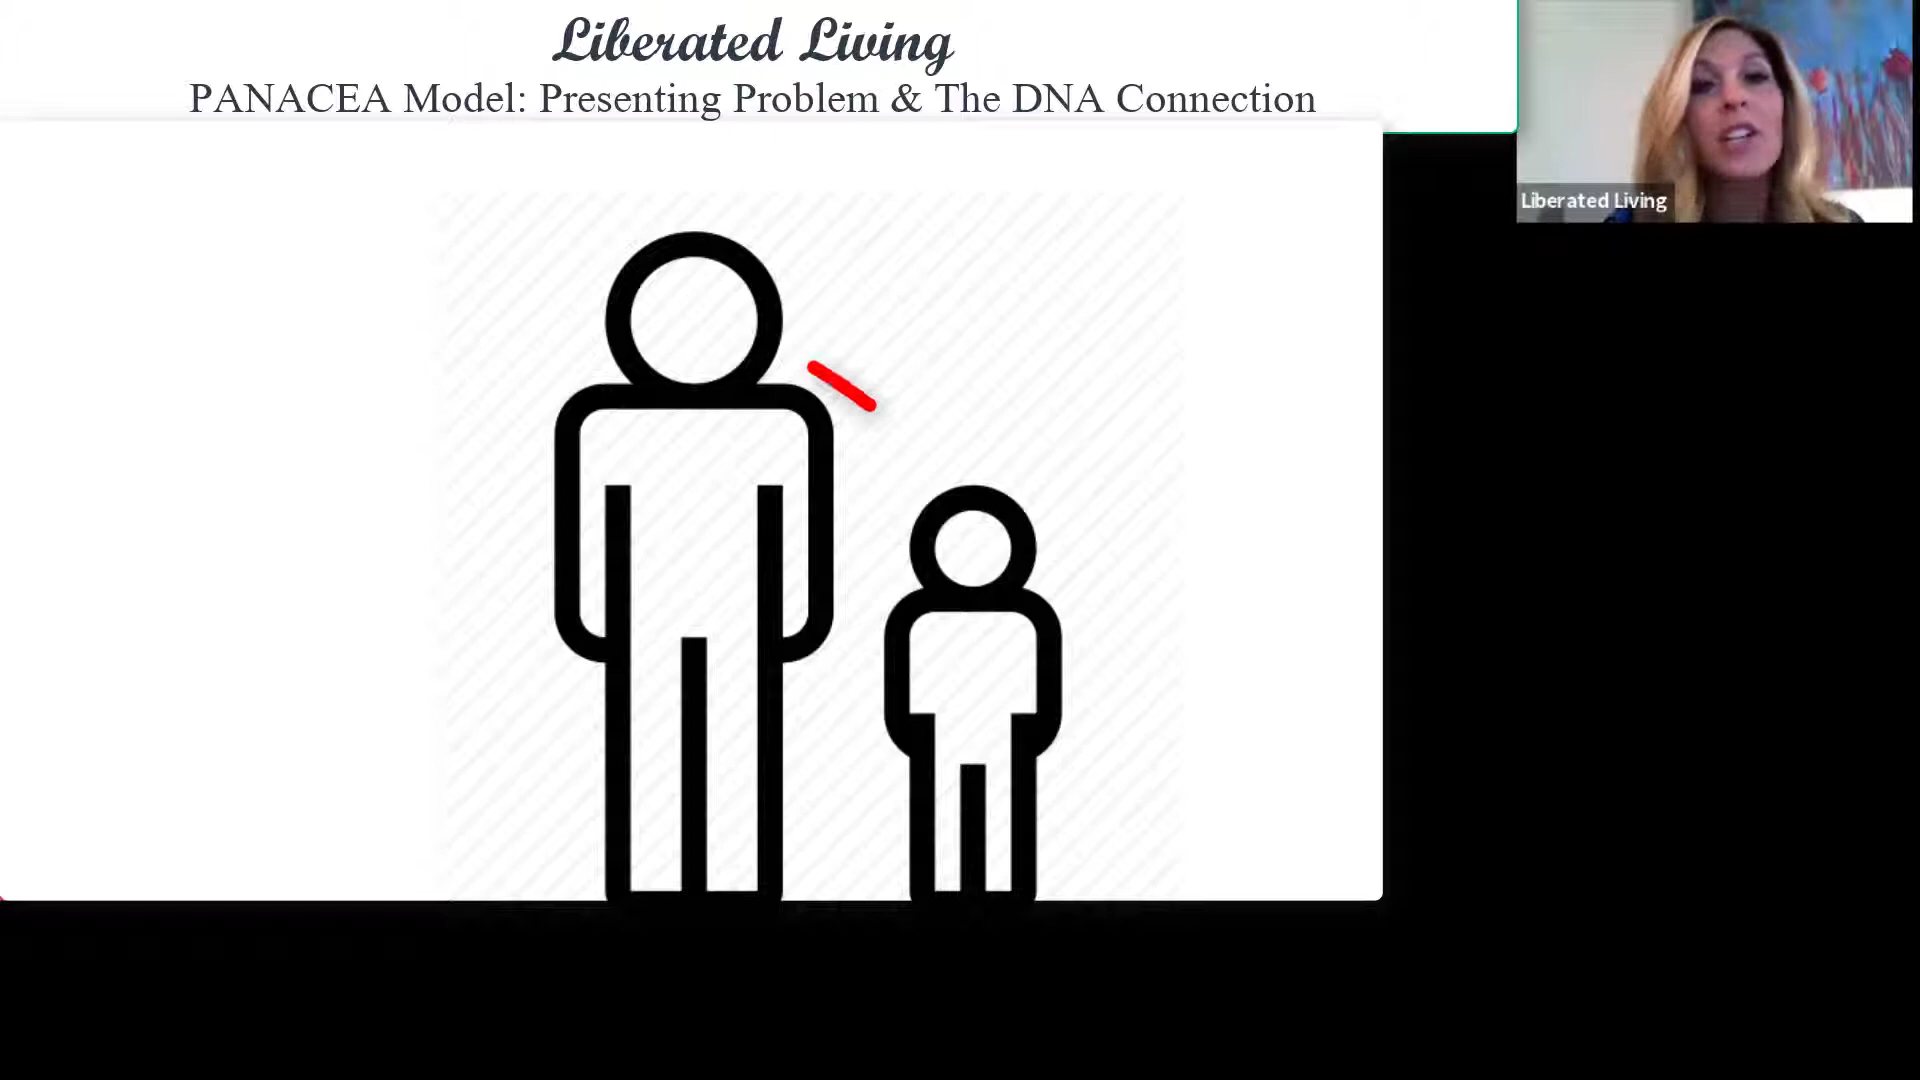 Liberated Living
PANACEA Model: Presenting Problem & The DNA Connection
Liberated Living